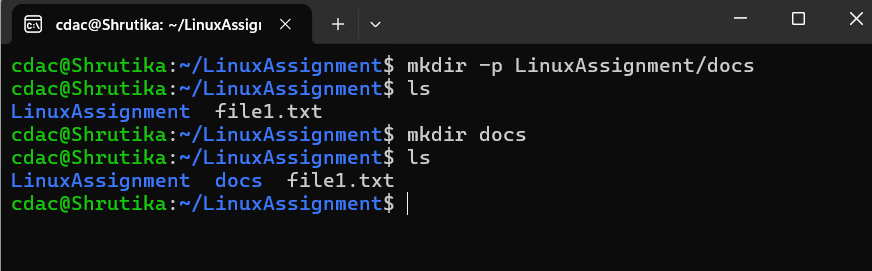 cdac@Shrutika: ~/LinuxAssign
cdac@Shrutika:~/LinuxAssignment$ mkdir -p LinuxAssignment/docs
cdac@Shrutika:~/LinuxAssignment$ ls
LinuxAssignment  file1.txt
cdac@Shrutika:~/LinuxAssignment$ mkdir docs
cdac@Shrutika:~/LinuxAssignment$ ls
LinuxAssignment  docs  file1.txt
cdac@Shrutika:~/LinuxAssignment$